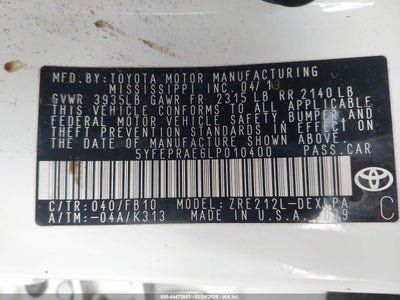 MFD.BY:TOYOTA MOTOR MANUFACTURING
MISSISSIPPI INC. 04/19
GVWR 3935LB GAWR FR 2315 LB RR 2140 LB
THIS VEHICLE CONFORMS TO ALL APPLICABLE
FEDERAL MOTOR VEHICLE SAFETY, BUMPER, AND
THEFT PREVENTION STANDARDS IN EFFECT ON
THE DATE OF MANUFACTURE SHOWN ABOVE.
5YFEPRAE6LP010400 PASS.CAR
C/TR:040/FB10 MODEL:ZRE212L-DEXLPA
A/TM:-04A/K313 MADE IN U.S.A.
TOYOTA
C